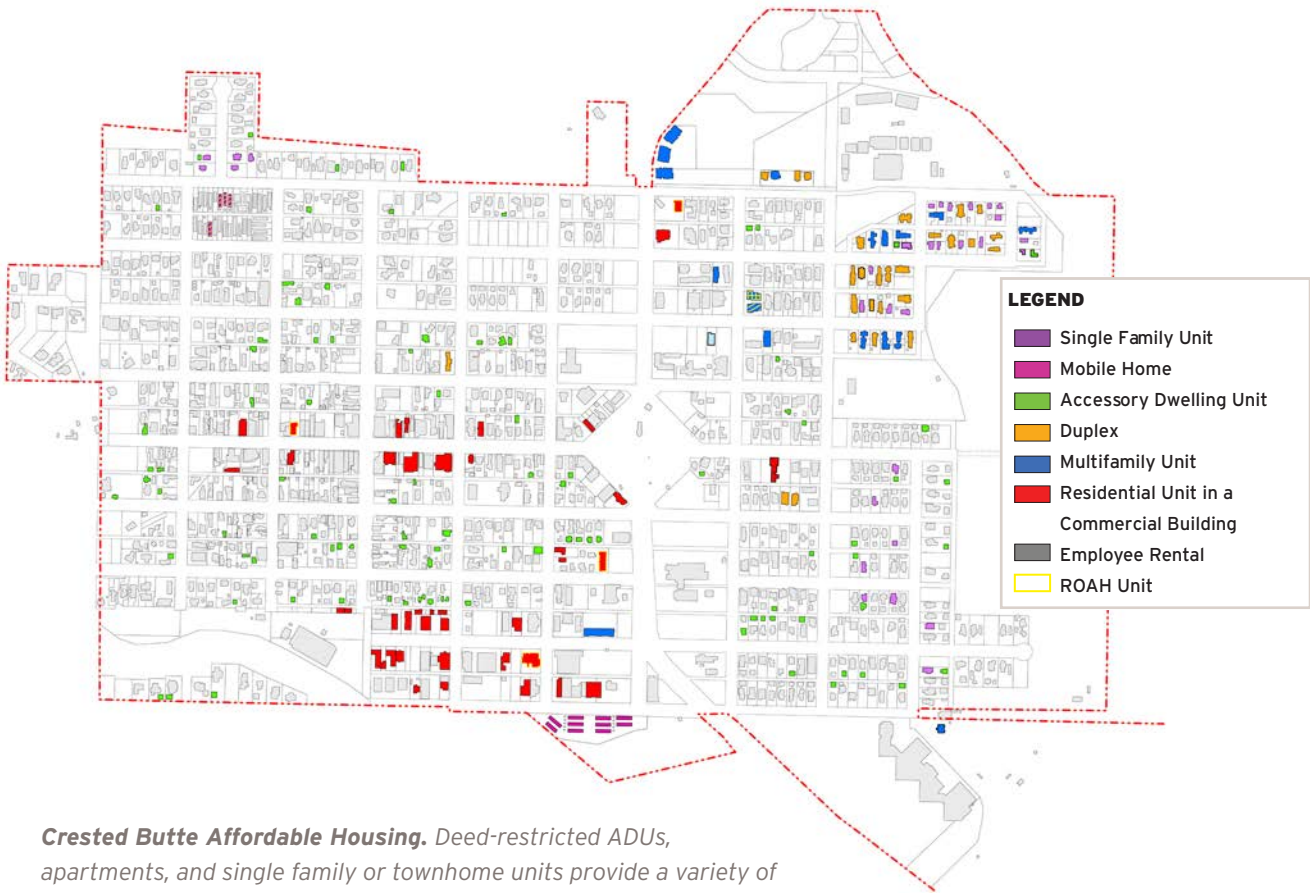 LEGEND
Single Family Unit
Mobile Home
Accessory Dwelling Unit
Duplex
Multifamily Unit
Residential Unit in a
Commercial Building
Employee Rental
ROAH Unit
Crested Butte Affordable Housing. Deed-restricted ADUs,
apartments, and single family or townhome units provide a variety of